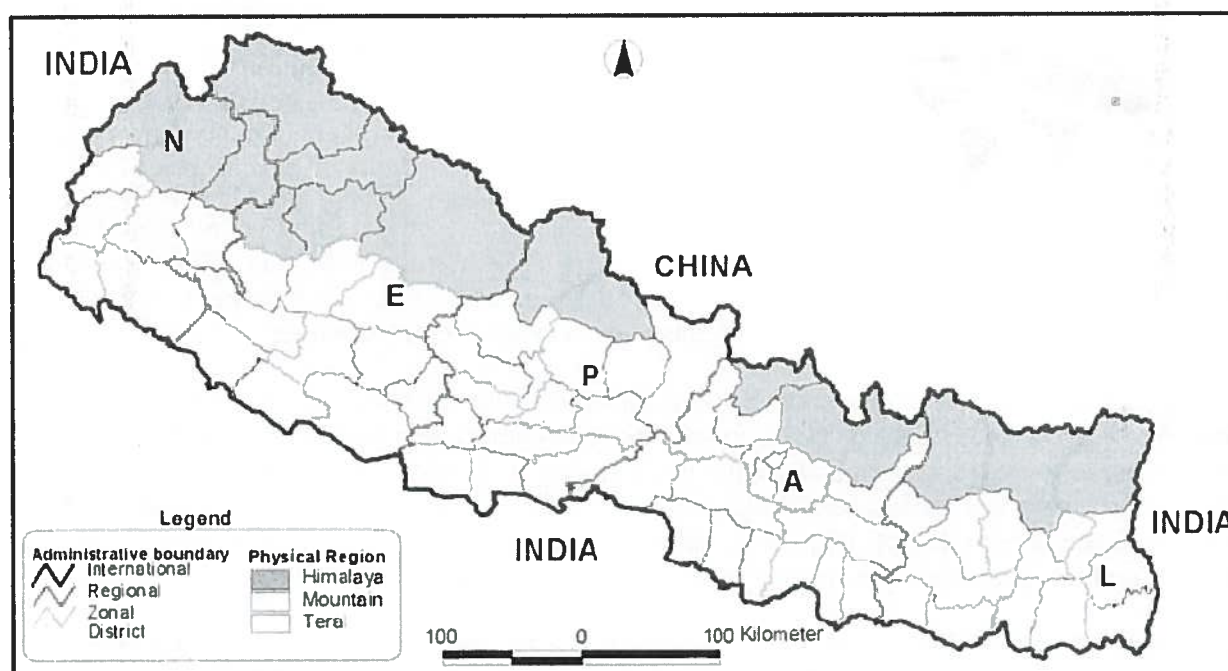 INDIA
N
CHINA
E
P
A
INDIA
INDIA
L
Legend
Administrative boundary
International
Regional
Zonal
District
Physical Region
Himalaya
Mountain
Terai
100 0 100 Kilometer